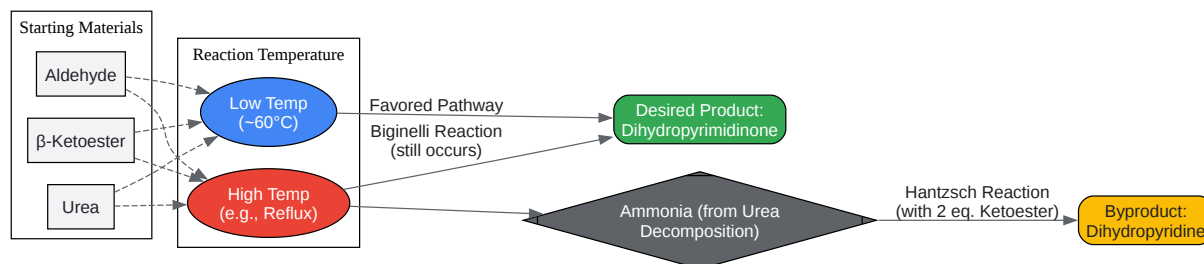 Starting Materials
Aldehyde
β-Ketoester
Urea
Reaction Temperature
Low Temp
(~60°C)
High Temp
(e.g., Reflux)
Favored Pathway
Biginelli Reaction
(still occurs)
Desired Product:
Dihydropyrimidinone
Ammonia (from Urea
Decomposition)
Hantzsch Reaction
(with 2 eq. Ketoester)
Byproduct:
Dihydropyridine